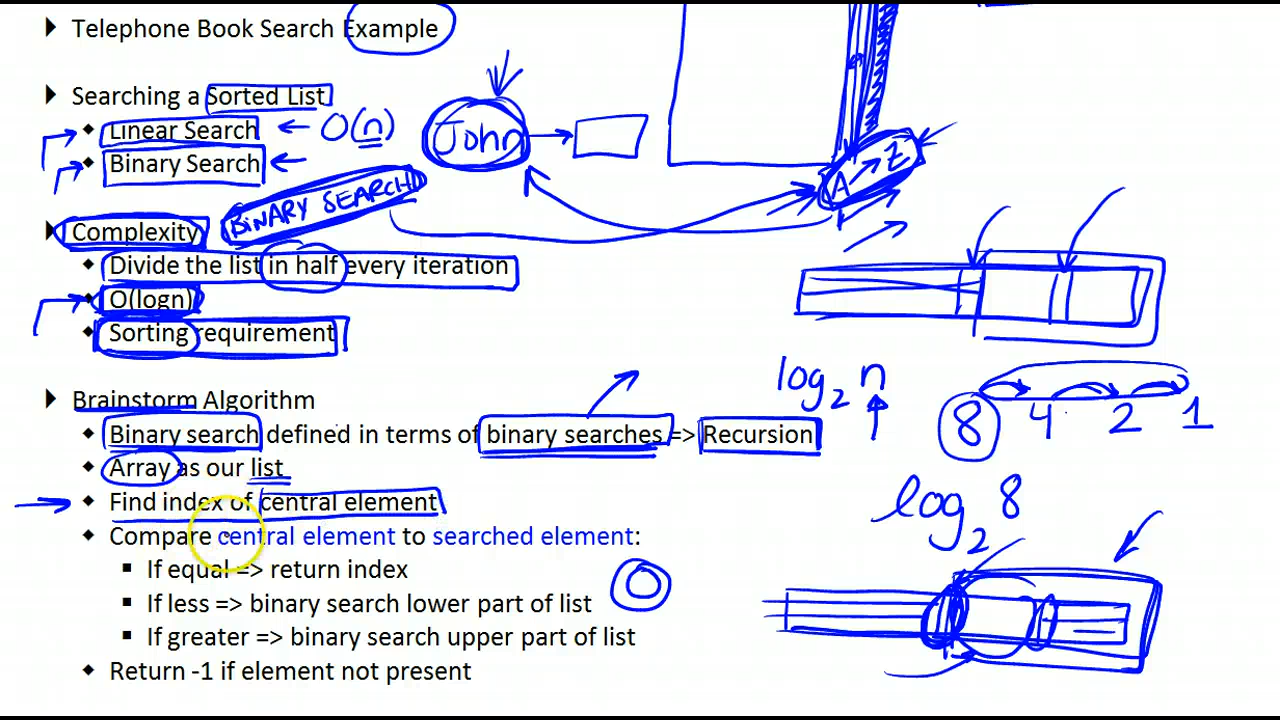 Telephone Book Search Example
Searching a Sorted List
Linear Search
O(n)
Binary Search
John
A Z
BINARY SEARCH
Complexity
Divide the list in half every iteration
O(logn)
Sorting requirement
log₂ n
8 4 2 1
Brainstorm Algorithm
Binary search defined in terms of binary searches => Recursion
Array as our list
Find index of central element
log₂ 8
Compare central element to searched element:
If equal => return index
If less => binary search lower part of list
If greater => binary search upper part of list
Return -1 if element not present